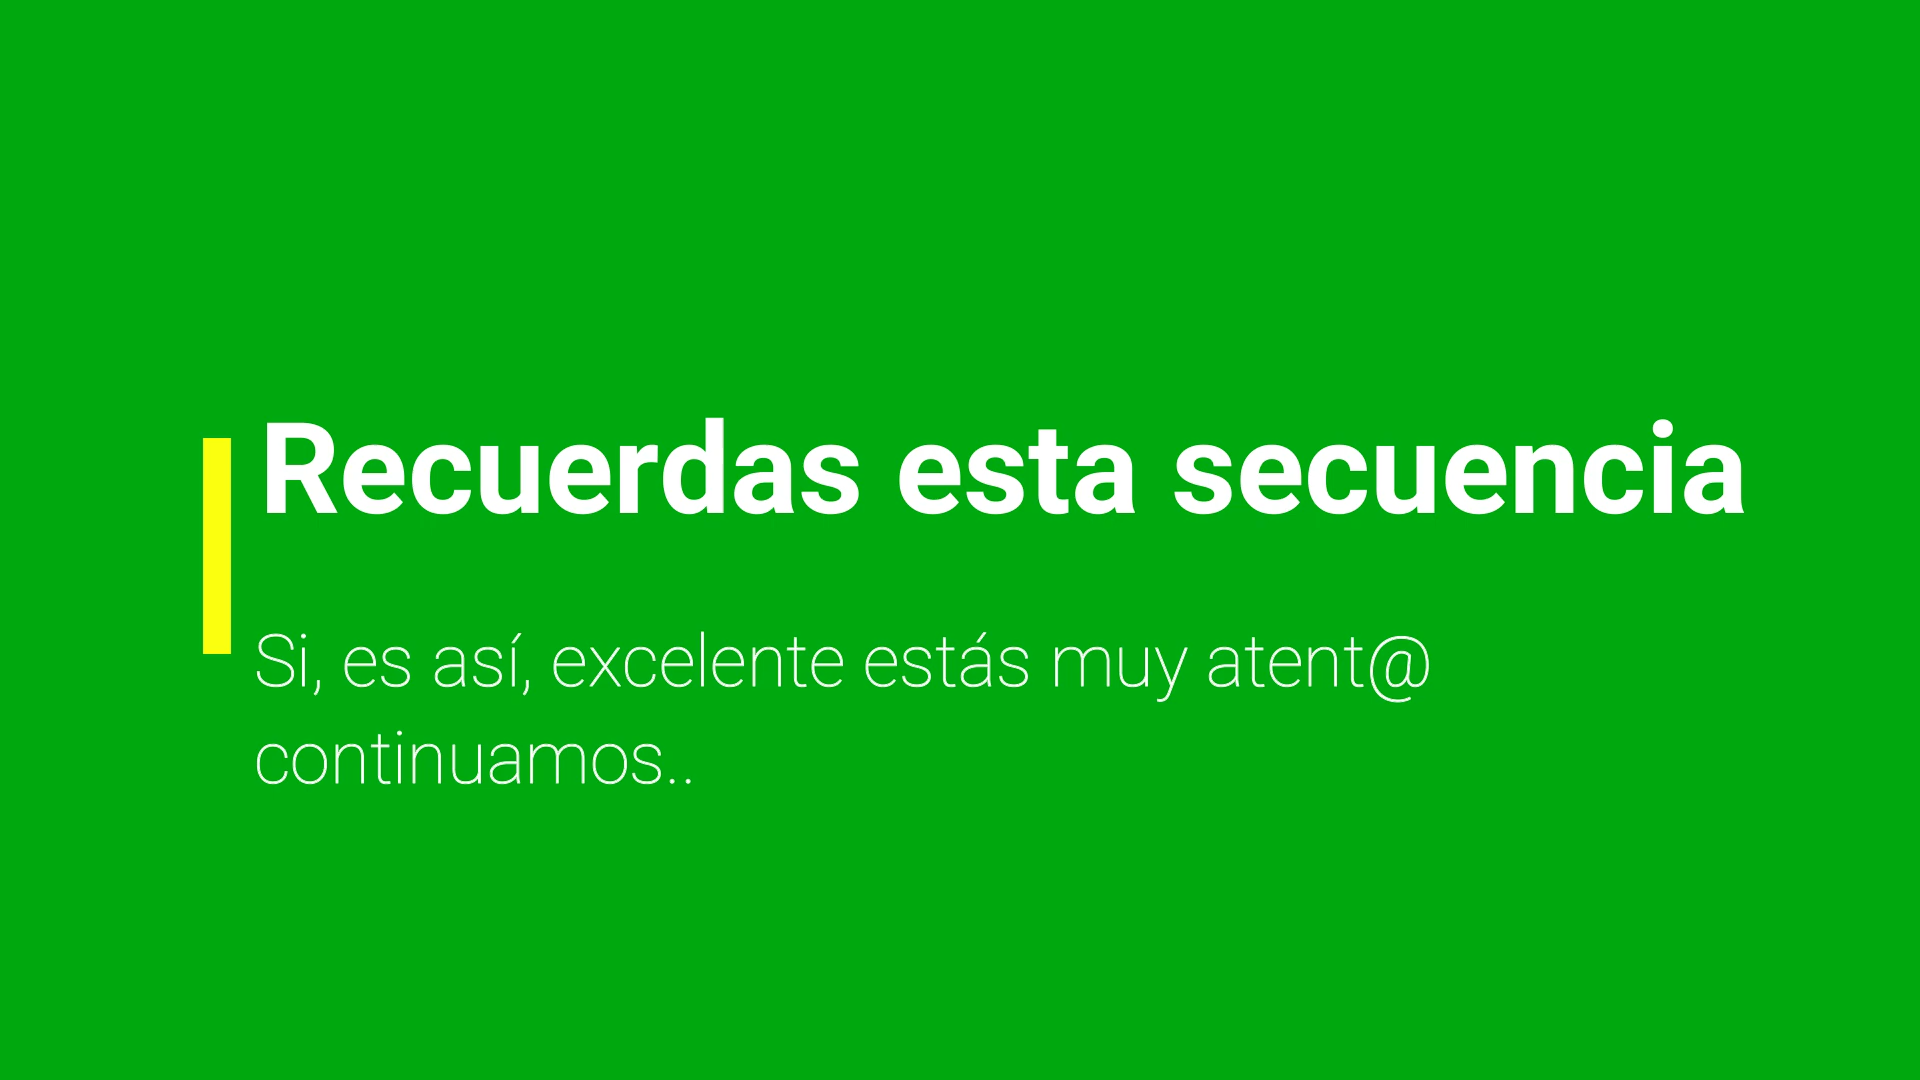 Recuerdas esta secuencia
Si, es así, excelente estás muy atent@
continuamos..